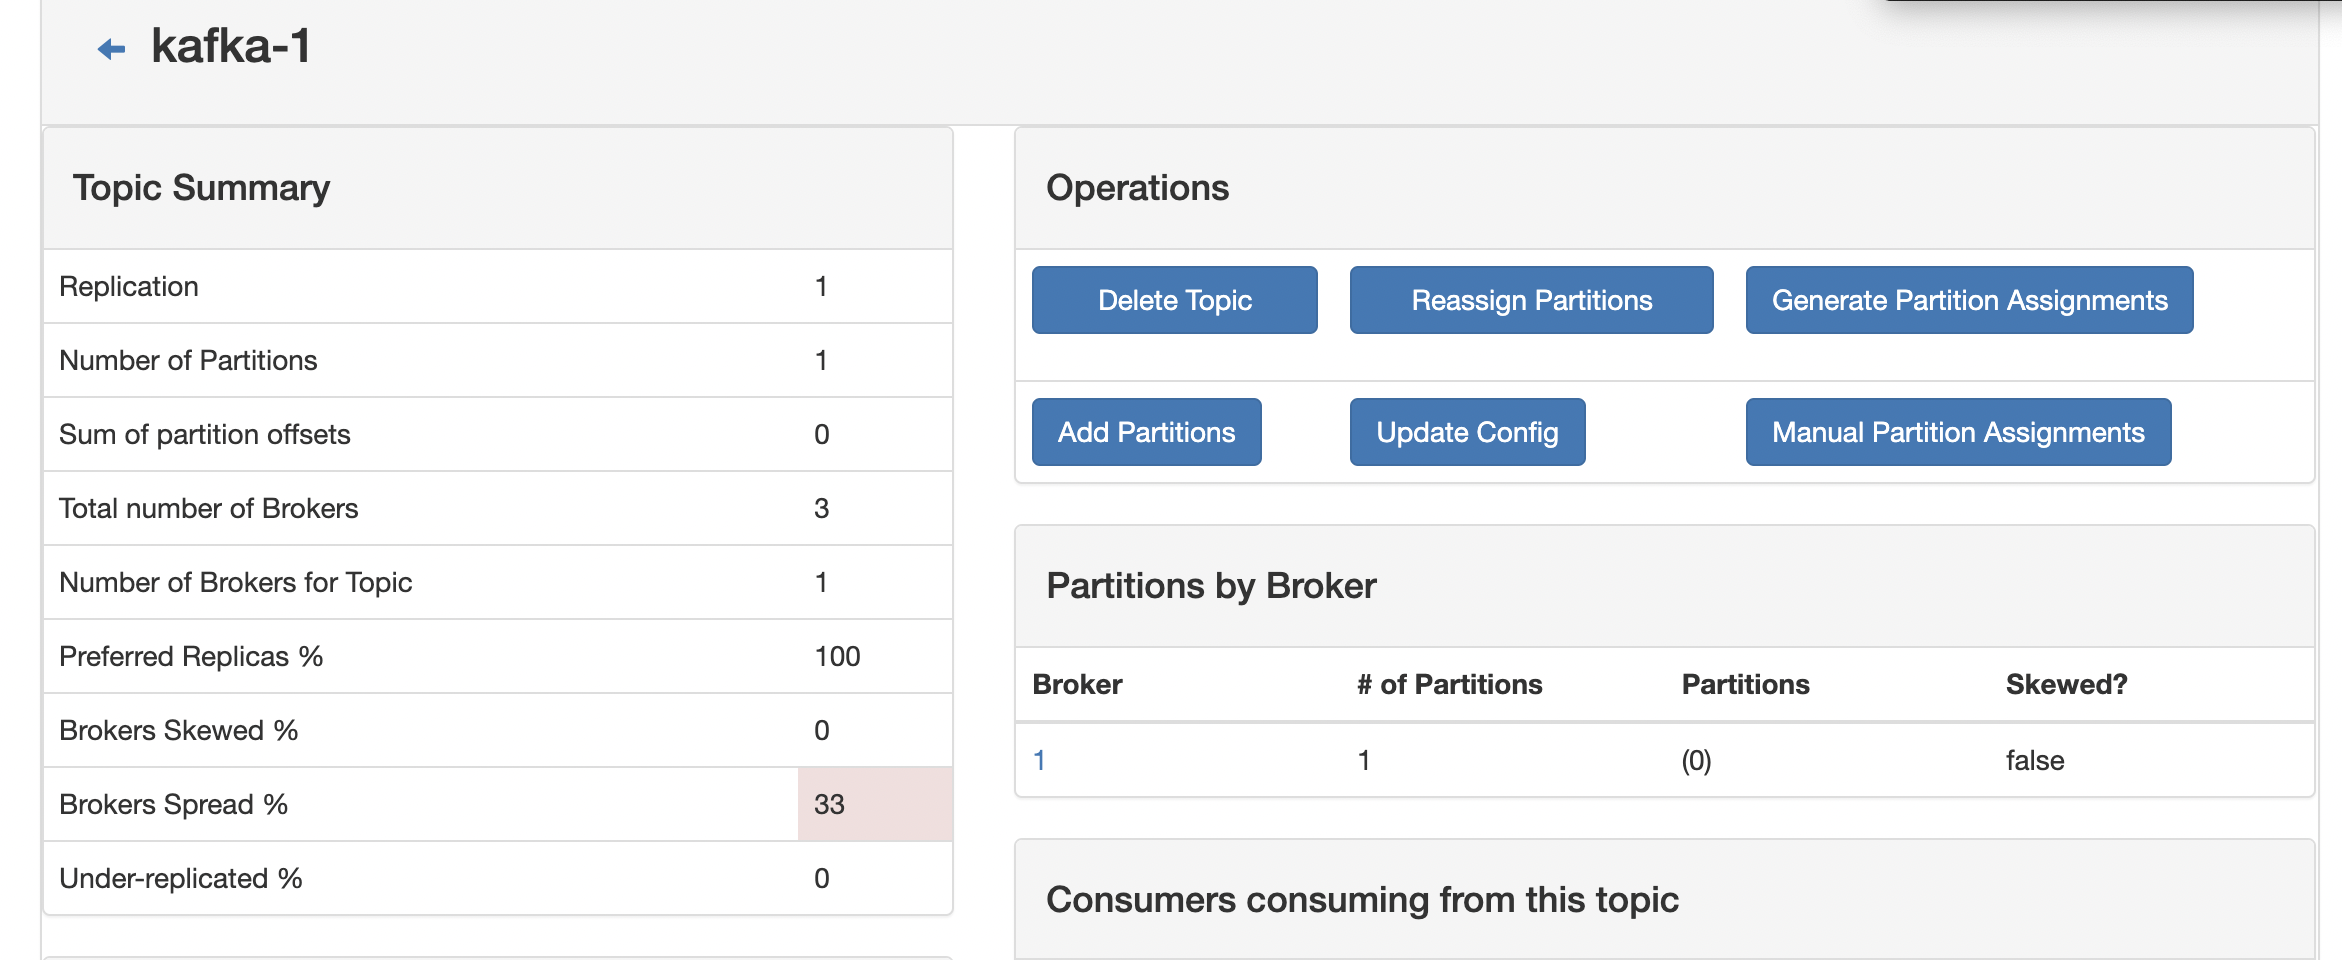 kafka-1
Topic Summary
Replication 1
Number of Partitions 1
Sum of partition offsets 0
Total number of Brokers 3
Number of Brokers for Topic 1
Preferred Replicas % 100
Brokers Skewed % 0
Brokers Spread % 33
Under-replicated % 0
Operations
Delete Topic Reassign Partitions Generate Partition Assignments
Add Partitions Update Config Manual Partition Assignments
Partitions by Broker
Broker # of Partitions Partitions Skewed?
1 1 (0) false
Consumers consuming from this topic